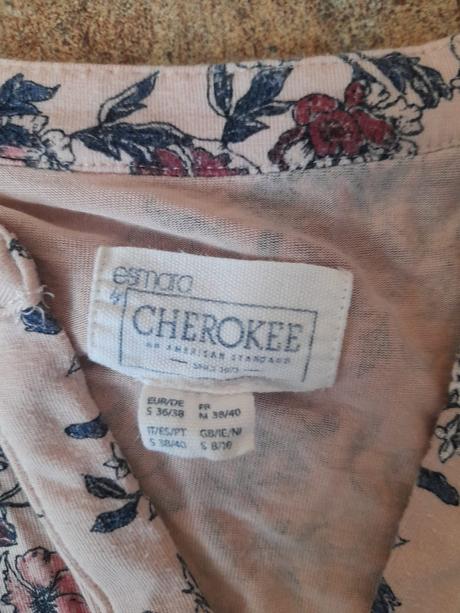 esmara
by
CHEROKEE
AN AMERICAN STANDARD
SINCE 1973
EUR/DE FR
S 36/38 M 38/40
IT/ES/PT GB/IE/NI
S 38/40 S 8/10